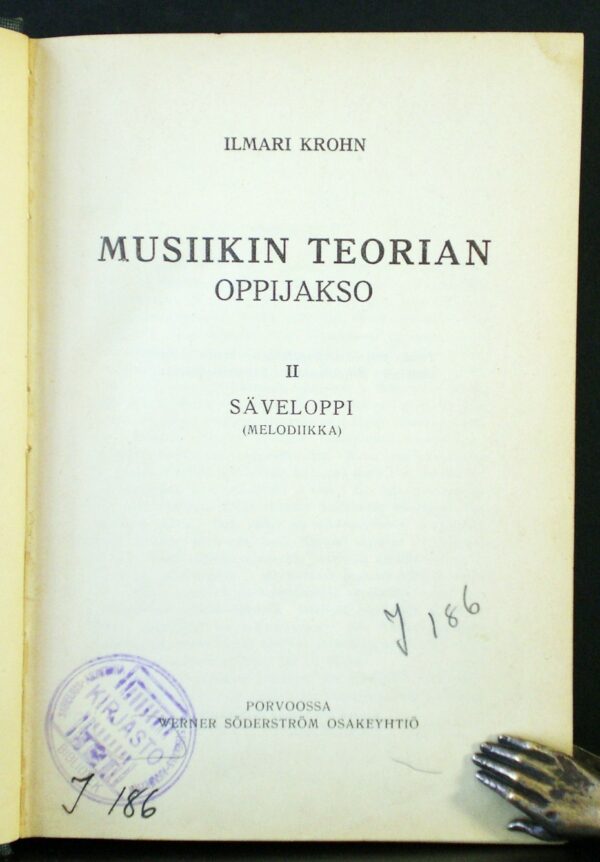 ILMARI KROHN
MUSIIKIN TEORIAN
OPPIJAKSO
II
SÄVELOPPI
(MELODIIKKA)
J 186
PORVOOSSA
WERNER SÖDERSTRÖM OSAKEYHTIÖ
KIRJASTO
J 186